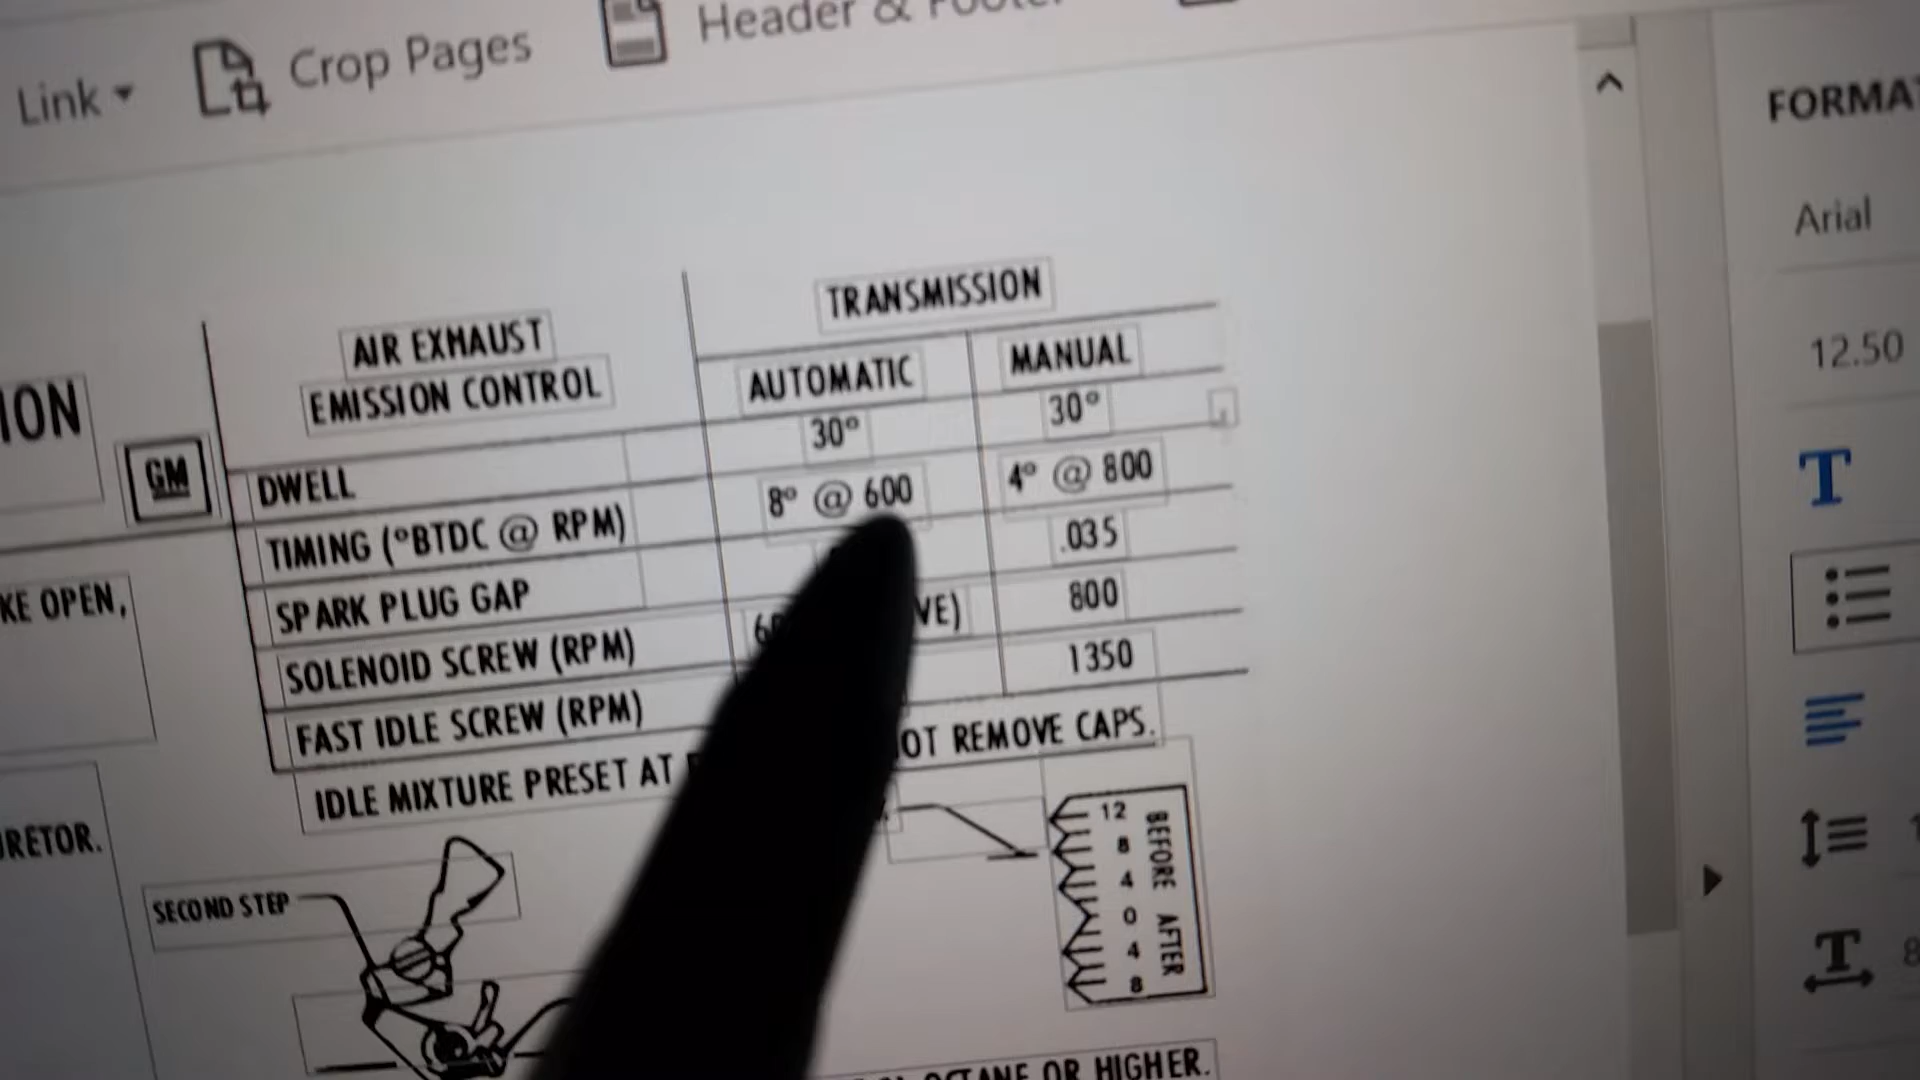 Link
Crop Pages
Header & Footer
FORMAT
Arial
12.50
TRANSMISSION
AIR EXHAUST
EMISSION CONTROL
AUTOMATIC
MANUAL
ION
GM
DWELL
30°
30°
TIMING (°BTDC @ RPM)
8° @ 600
4° @ 800
SPARK PLUG GAP
.035
KE OPEN,
SOLENOID SCREW (RPM)
VE)
800
FAST IDLE SCREW (RPM)
1350
IDLE MIXTURE PRESET AT
OT REMOVE CAPS.
URETOR.
SECOND STEP
12
8
4
0
4
8
BEFORE AFTER
OCTANE OR HIGHER.